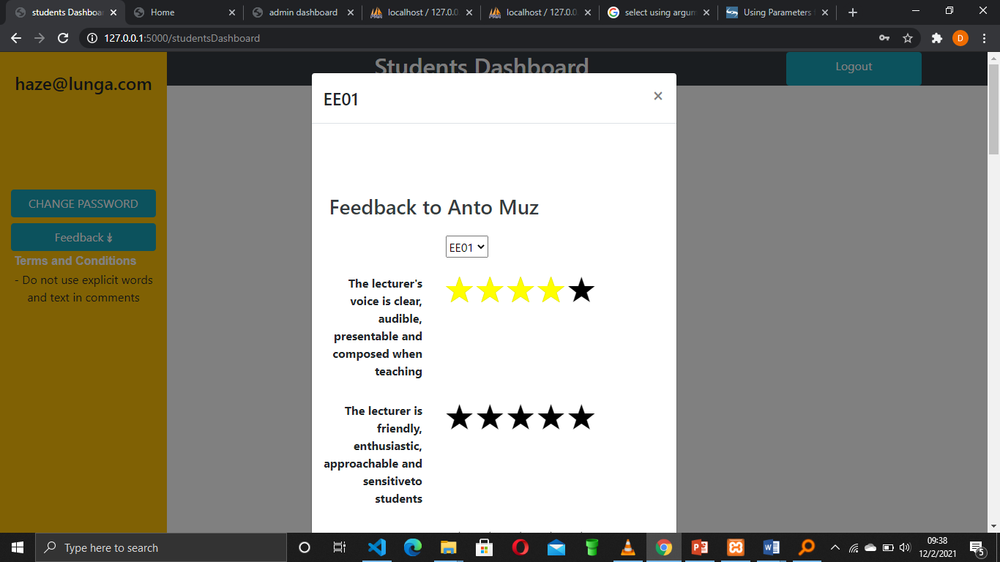 students Dashboar
Home
admin dashboard
localhost / 127.0.0
localhost / 127.0.0
select using argum
Using Parameters
127.0.0.1:5000/studentsDashboard
D
haze@lunga.com
Students Dashboard
Logout
EE01
×
Feedback to Anto Muz
EE01
CHANGE PASSWORD
Feedback
Terms and Conditions
- Do not use explicit words
and text in comments
The lecturer's
voice is clear,
audible,
presentable and
composed when
teaching
The lecturer is
friendly,
enthusiastic,
approachable and
sensitiveto
students
Type here to search
09:38
12/2/2021
5